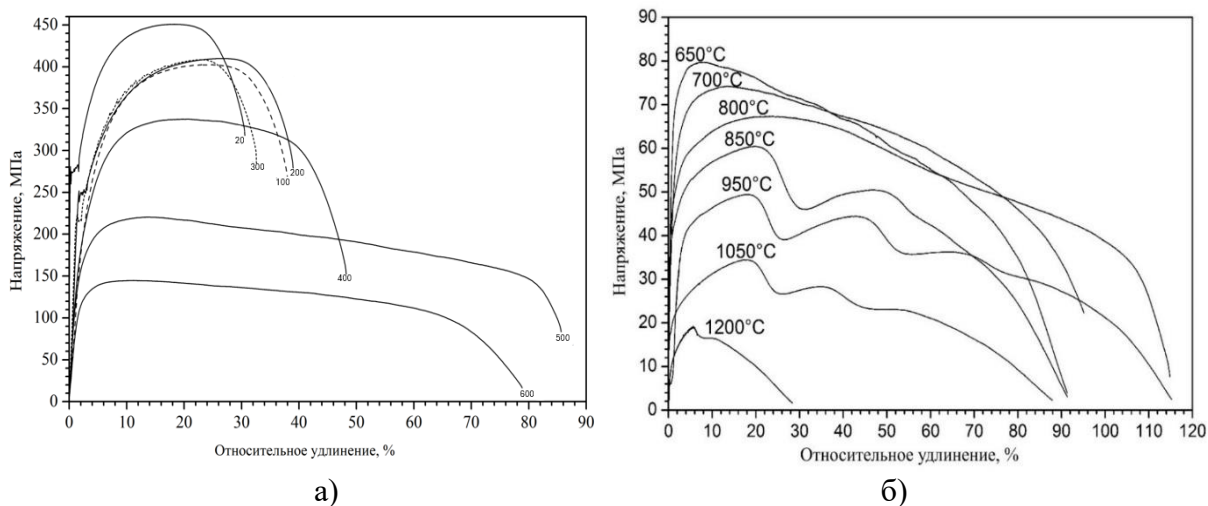 450
400
350
300
250
200
150
100
50
0
Напряжение, МПа
20
300
100
200
400
500
600
0 10 20 30 40 50 60 70 80 90
Относительное удлинение, %
а)
90
80
70
60
50
40
30
20
10
0
Напряжение, МПа
650°C
700°C
800°C
850°C
950°C
1050°C
1200°C
0 10 20 30 40 50 60 70 80 90 100 110 120
Относительное удлинение, %
б)